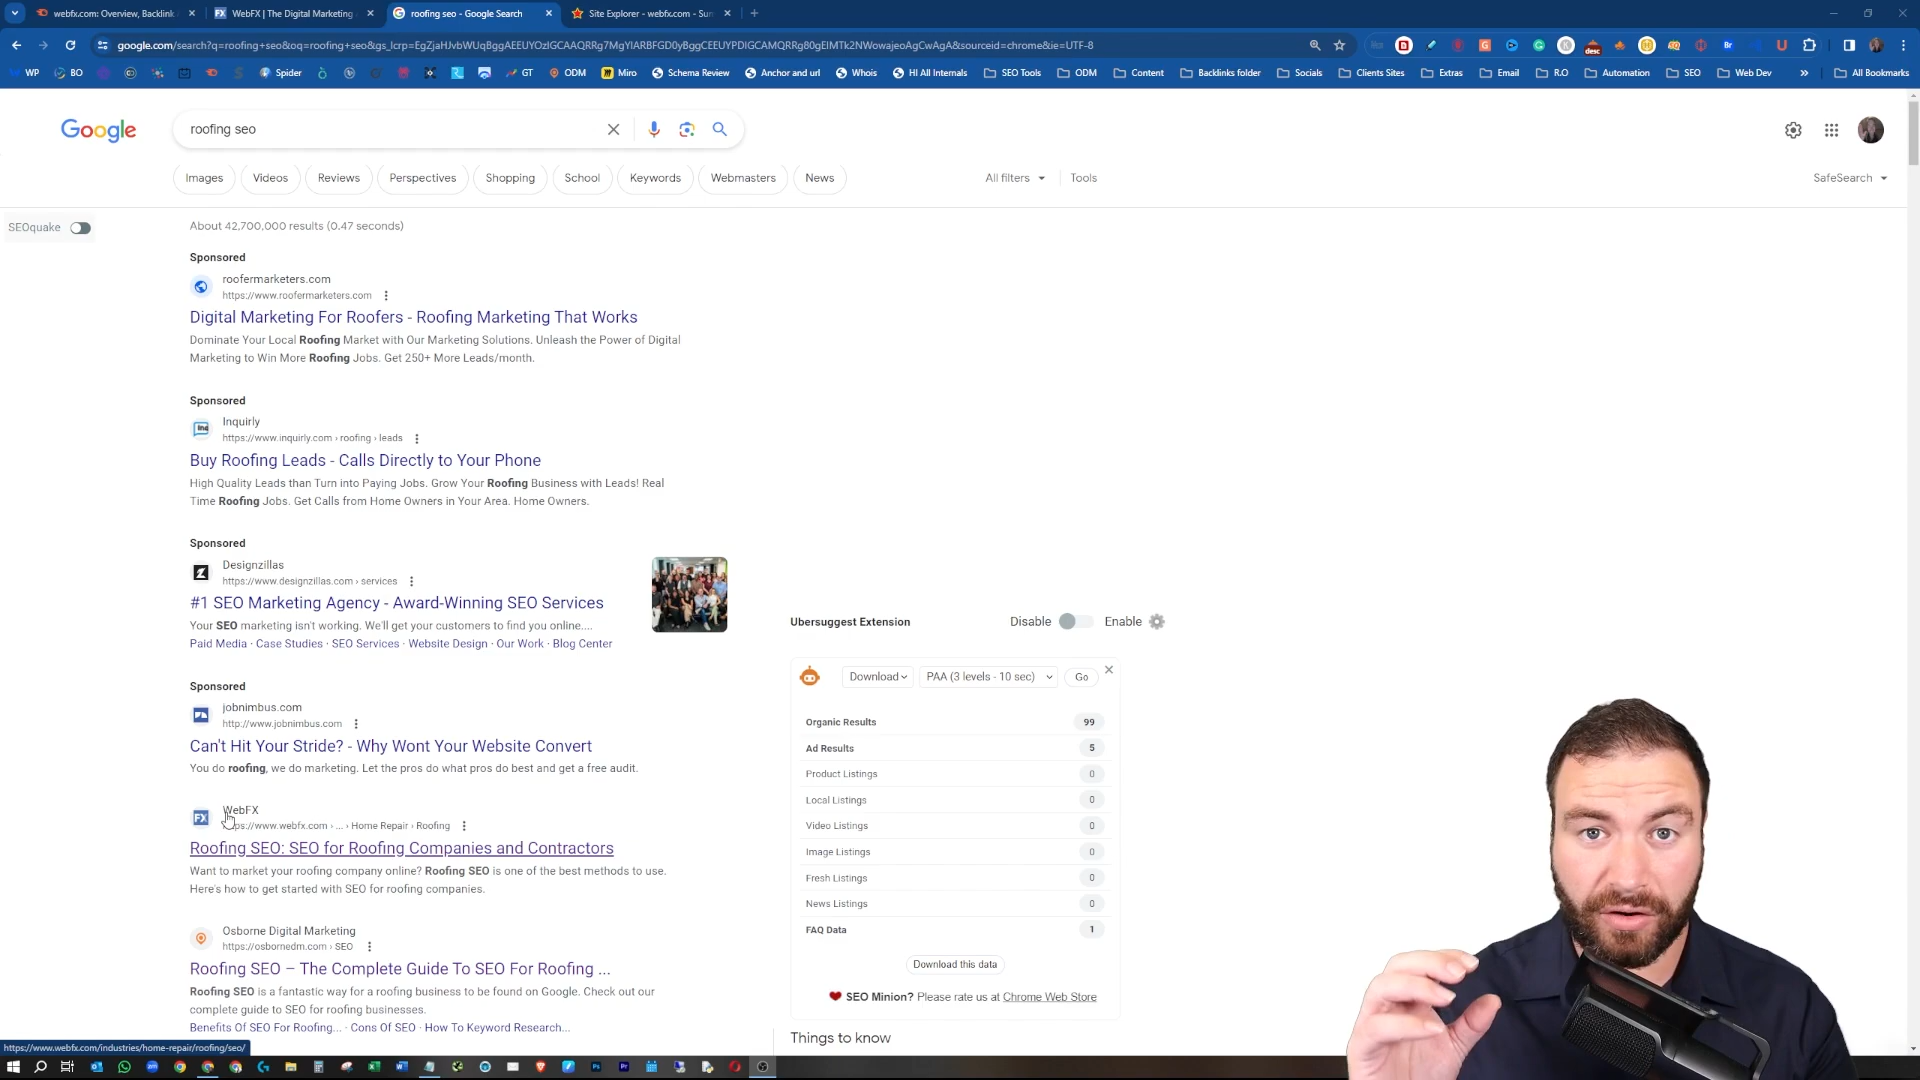 webfx.com: Overview, Backlink
WebFX | The Digital Marketing
roofing seo - Google Search
Site Explorer - webfx.com - Sun
google.com/search?q=roofing+seo&oq=roofing+seo&gs_lcrp=EgZjaHJvbWUqBggAEEUYOzIGCAAQRRg7MgYIARBFGD0yBggCEEUYPDIGCAMQRRg80gEIMTk2NWowajeoAgCwAgA&sourceid=chrome&ie=UTF-8
WP BO Spider GT ODM Miro Schema Review Anchor and url Whois HI All Internals SEO Tools ODM Content Backlinks folder Socials Clients Sites Extras Email R.O Automation SEO Web Dev » All Bookmarks
Google
roofing seo
Images Videos Reviews Perspectives Shopping School Keywords Webmasters News All filters Tools SafeSearch
SEOquake
About 42,700,000 results (0.47 seconds)
Sponsored
roofermarketers.com
https://www.roofermarketers.com
Digital Marketing For Roofers - Roofing Marketing That Works
Dominate Your Local Roofing Market with Our Marketing Solutions. Unleash the Power of Digital
Marketing to Win More Roofing Jobs. Get 250+ More Leads/month.
Sponsored
Inquirly
https://www.inquirly.com › roofing › leads
Buy Roofing Leads - Calls Directly to Your Phone
High Quality Leads than Turn into Paying Jobs. Grow Your Roofing Business with Leads! Real
Time Roofing Jobs. Get Calls from Home Owners in Your Area. Home Owners.
Sponsored
Designzillas
https://www.designzillas.com › services
#1 SEO Marketing Agency - Award-Winning SEO Services
Your SEO marketing isn't working. We'll get your customers to find you online....
Paid Media · Case Studies · SEO Services · Website Design · Our Work · Blog Center
Sponsored
jobnimbus.com
http://www.jobnimbus.com
Can't Hit Your Stride? - Why Wont Your Website Convert
You do roofing, we do marketing. Let the pros do what pros do best and get a free audit.
FX
WebFX
https://www.webfx.com › ... › Home Repair › Roofing
Roofing SEO: SEO for Roofing Companies and Contractors
Want to market your roofing company online? Roofing SEO is one of the best methods to use.
Here's how to get started with SEO for roofing companies.
Osborne Digital Marketing
https://osbornedm.com › SEO
Roofing SEO – The Complete Guide To SEO For Roofing ...
Roofing SEO is a fantastic way for a roofing business to be found on Google. Check out our
complete guide to SEO for roofing businesses.
Benefits Of SEO For Roofing... · Cons Of SEO · How To Keyword Research...
https://www.webfx.com/industries/home-repair/roofing/seo/
Ubersuggest Extension Disable Enable
Download PAA (3 levels - 10 sec) Go
Organic Results 99
Ad Results 5
Product Listings 0
Local Listings 0
Video Listings 0
Image Listings 0
Fresh Listings 0
News Listings 0
FAQ Data 1
Download this data
SEO Minion? Please rate us at Chrome Web Store
Things to know